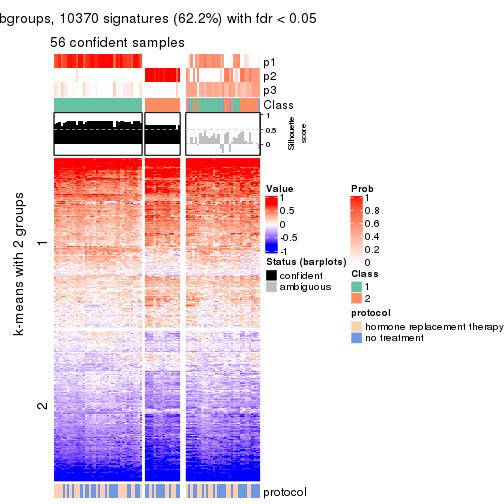 bgroups, 10370 signatures (62.2%) with fdr < 0.05
56 confident samples
p1
p2
p3
Class
1
0.5
0
Silhouette
score
k-means with 2 groups
1
2
Value
1
0.5
0
-0.5
-1
Status (barplots)
confident
ambiguous
Prob
1
0.8
0.6
0.4
0.2
0
Class
1
2
protocol
hormone replacement therapy
no treatment
protocol